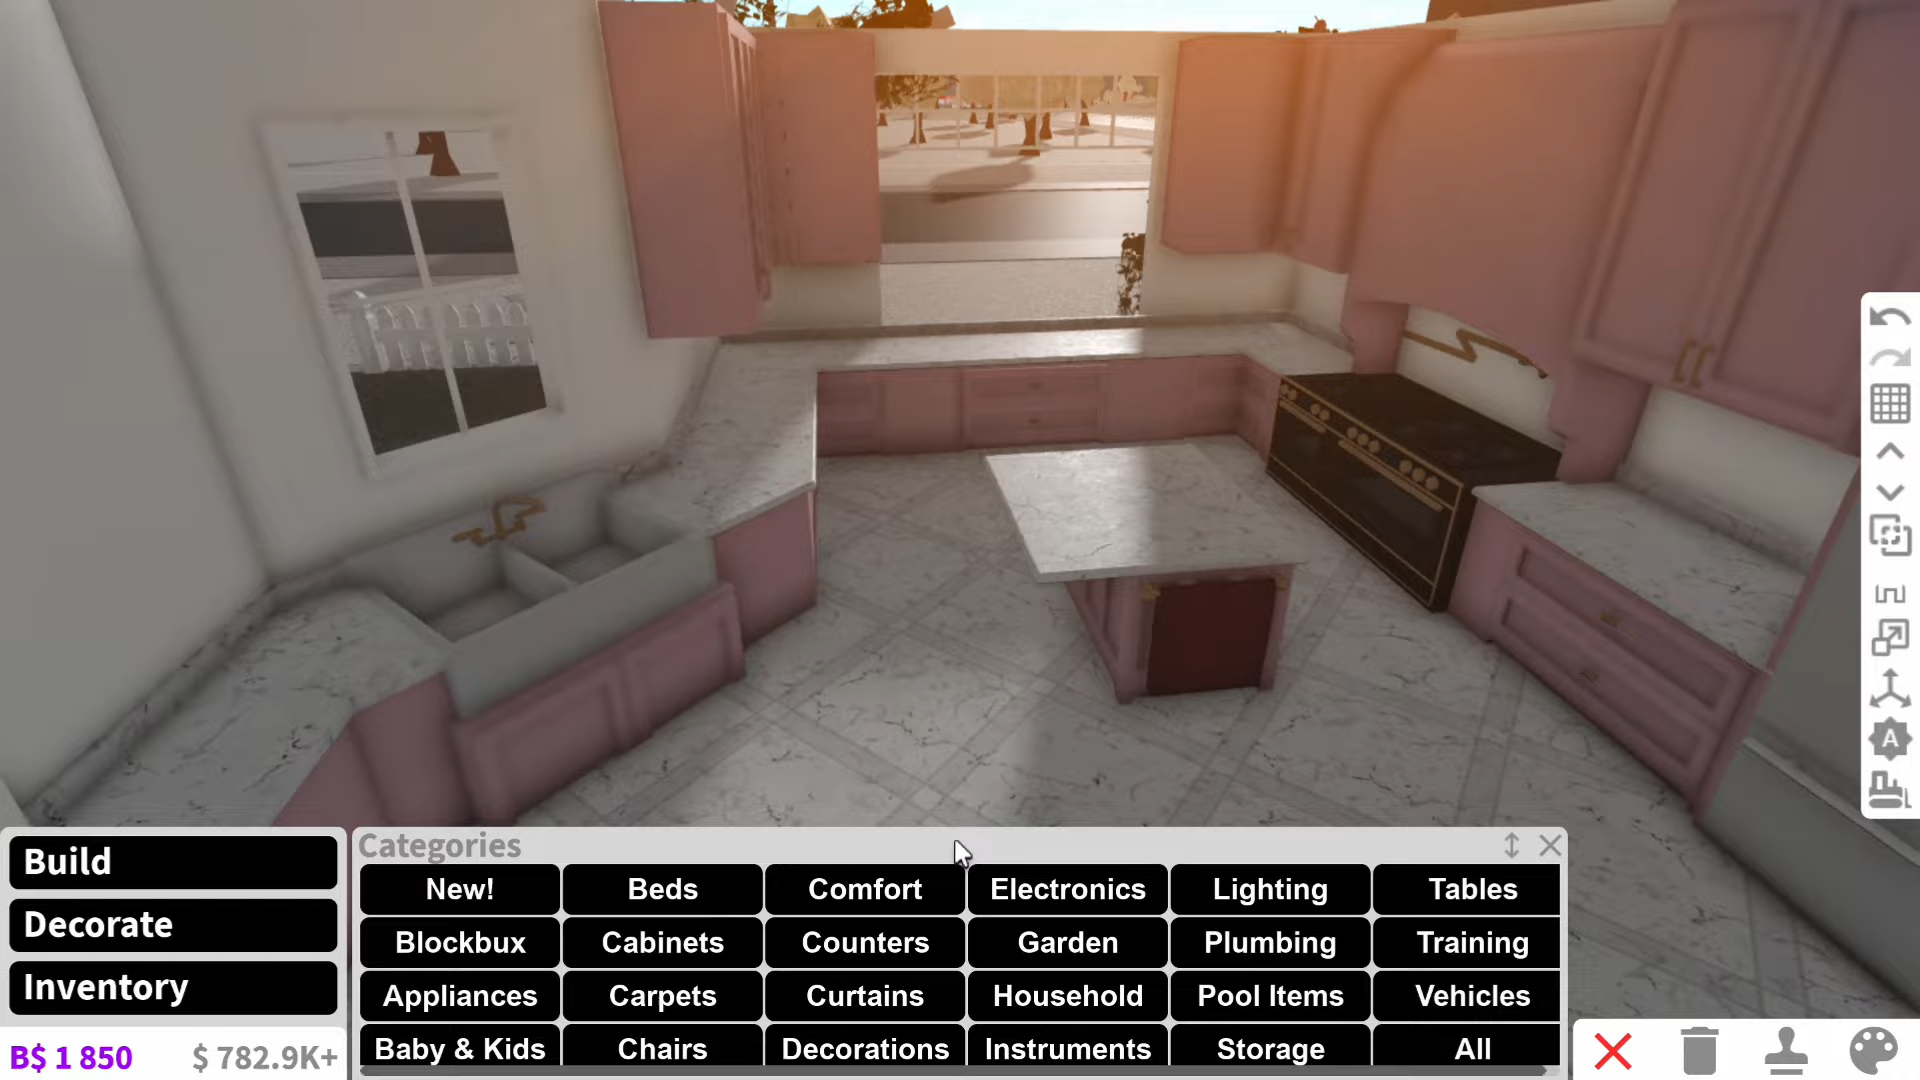 Build
Decorate
Inventory
B$ 1 850 $ 782.9K+
Categories
New! Beds Comfort Electronics Lighting Tables
Blockbux Cabinets Counters Garden Plumbing Training
Appliances Carpets Curtains Household Pool Items Vehicles
Baby & Kids Chairs Decorations Instruments Storage All
A